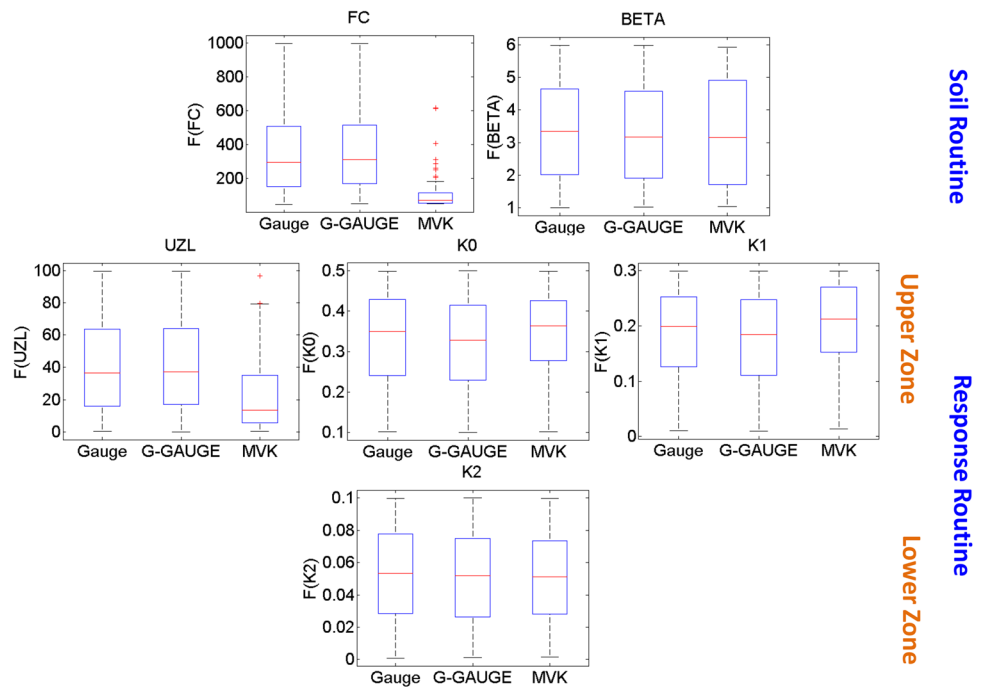 FC
BETA
F(FC)
1000
800
600
400
200
Gauge G-GAUGE MVK
F(BETA)
6
5
4
3
2
1
Gauge G-GAUGE MVK
Soil Routine
UZL
K0
K1
F(UZL)
100
80
60
40
20
0
Gauge G-GAUGE MVK
F(K0)
0.5
0.4
0.3
0.2
0.1
Gauge G-GAUGE MVK
F(K1)
0.3
0.2
0.1
0
Gauge G-GAUGE MVK
Upper Zone
Response Routine
K2
F(K2)
0.1
0.08
0.06
0.04
0.02
0
Gauge G-GAUGE MVK
Lower Zone